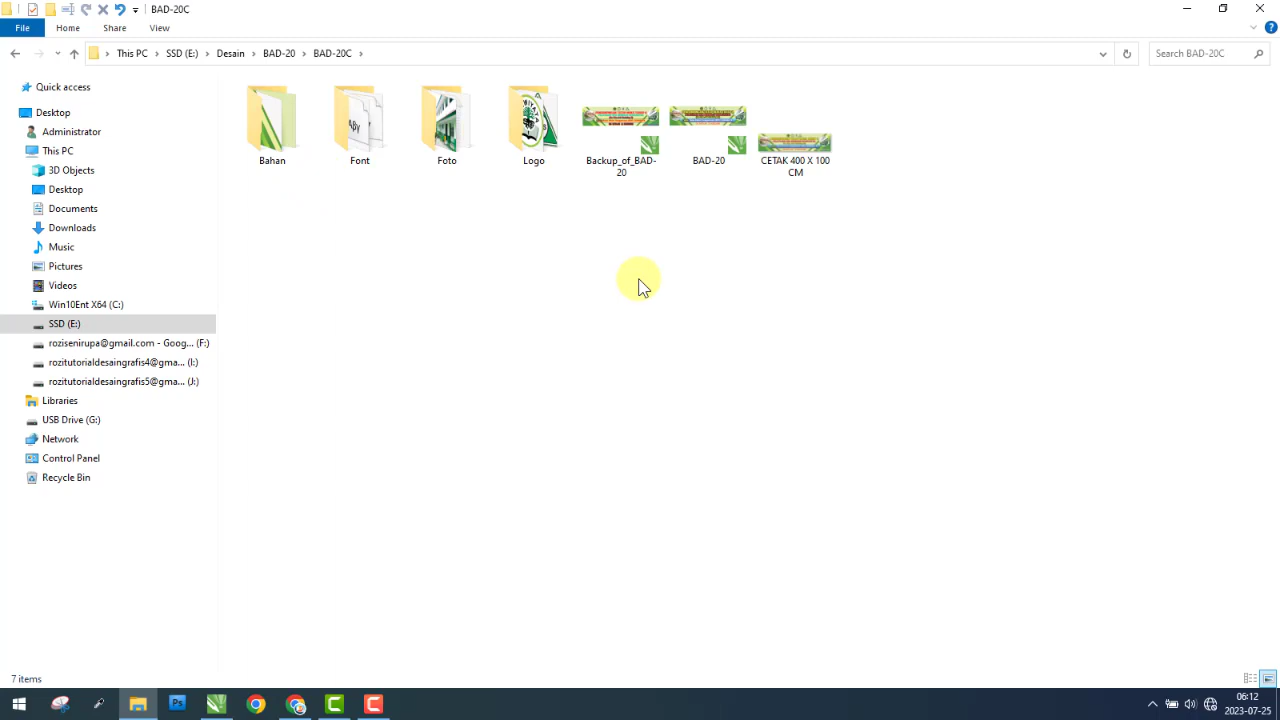 BAD-20C
File Home Share View
This PC SSD (E:) Desain BAD-20 BAD-20C
Search BAD-20C
Quick access
Desktop
Administrator
This PC
3D Objects
Desktop
Documents
Downloads
Music
Pictures
Videos
Win10Ent X64 (C:)
SSD (E:)
rozisenirupa@gmail.com - Goog... (F:)
rozitutorialdesaingrafis4@gma... (I:)
rozitutorialdesaingrafis5@gma... (J:)
Libraries
USB Drive (G:)
Network
Control Panel
Recycle Bin
Bahan
Font
Foto
Logo
Backup_of_BAD-
20
BAD-20
CETAK 400 X 100
CM
7 items
Ps
06:12
2023-07-25